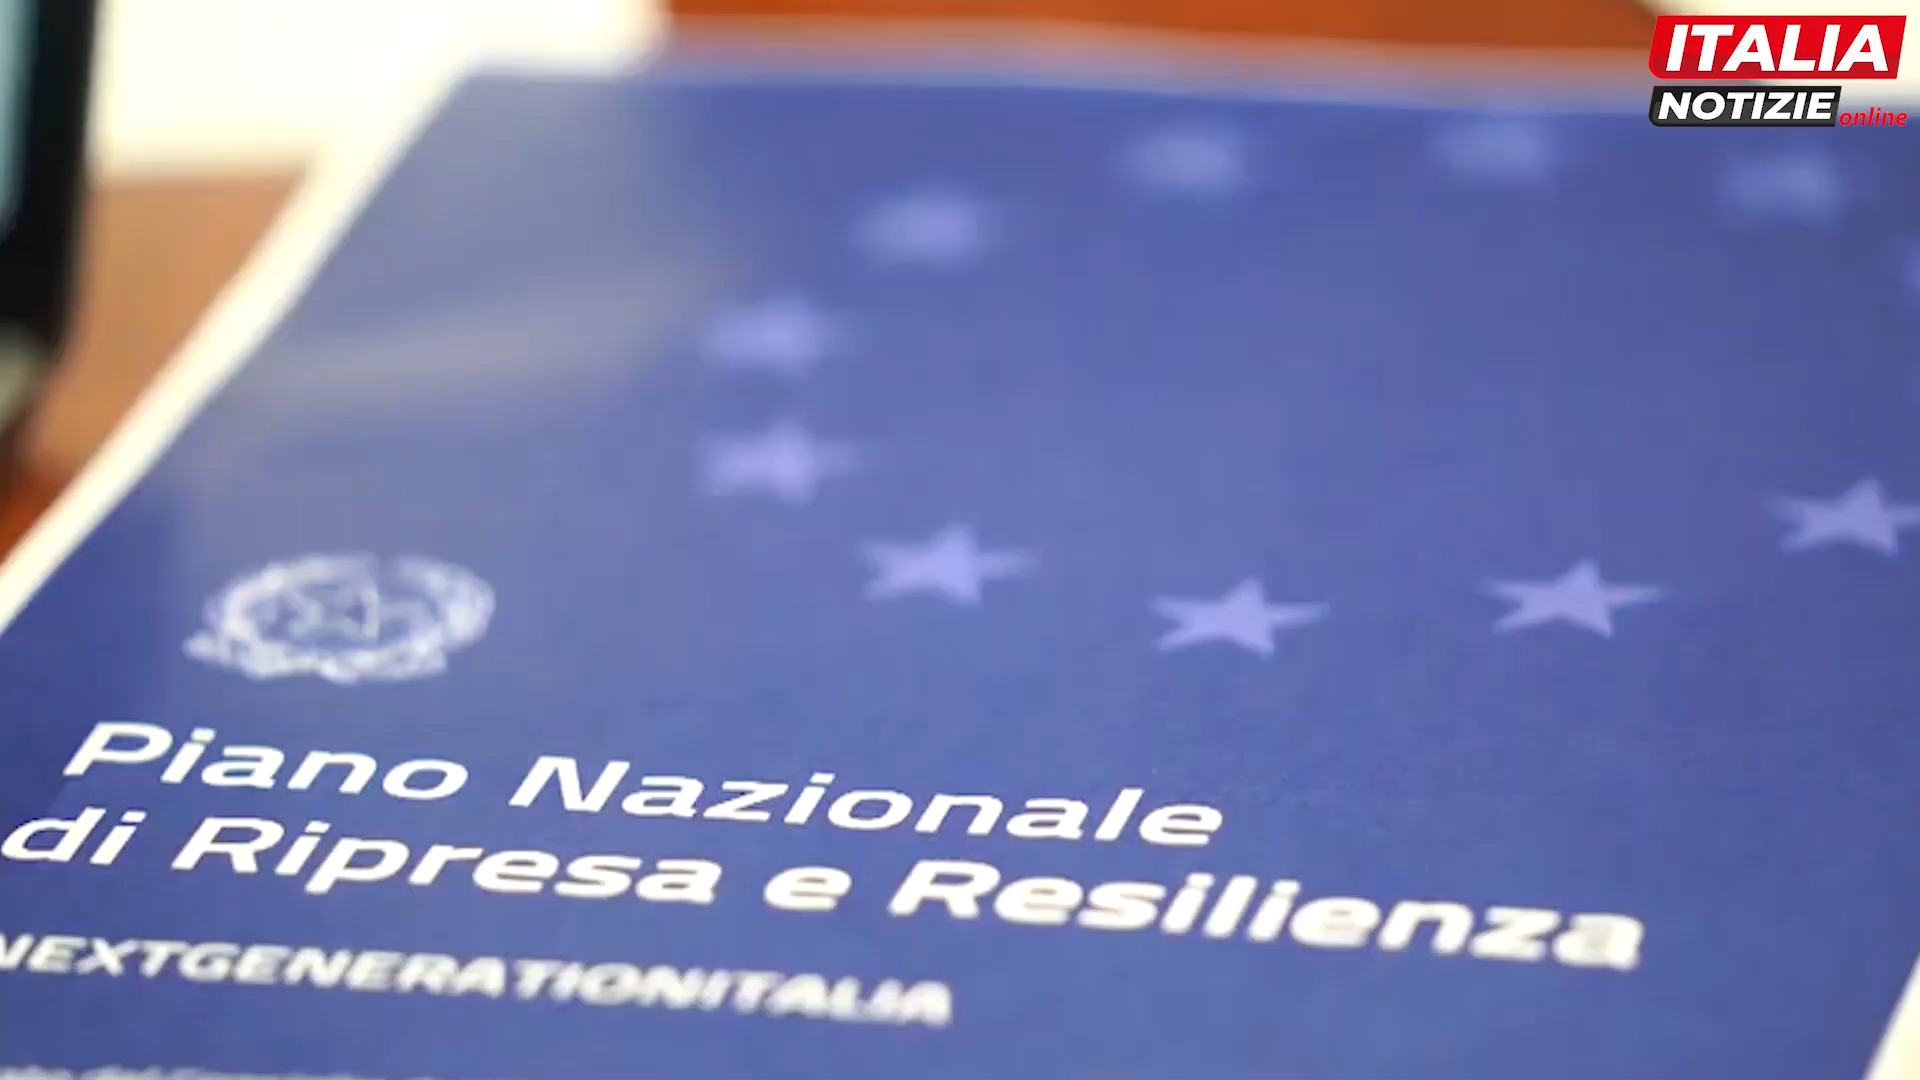 ITALIA
NOTIZIE online
Piano Nazionale
di Ripresa e Resilienza
NEXTGENERATIONITALIA